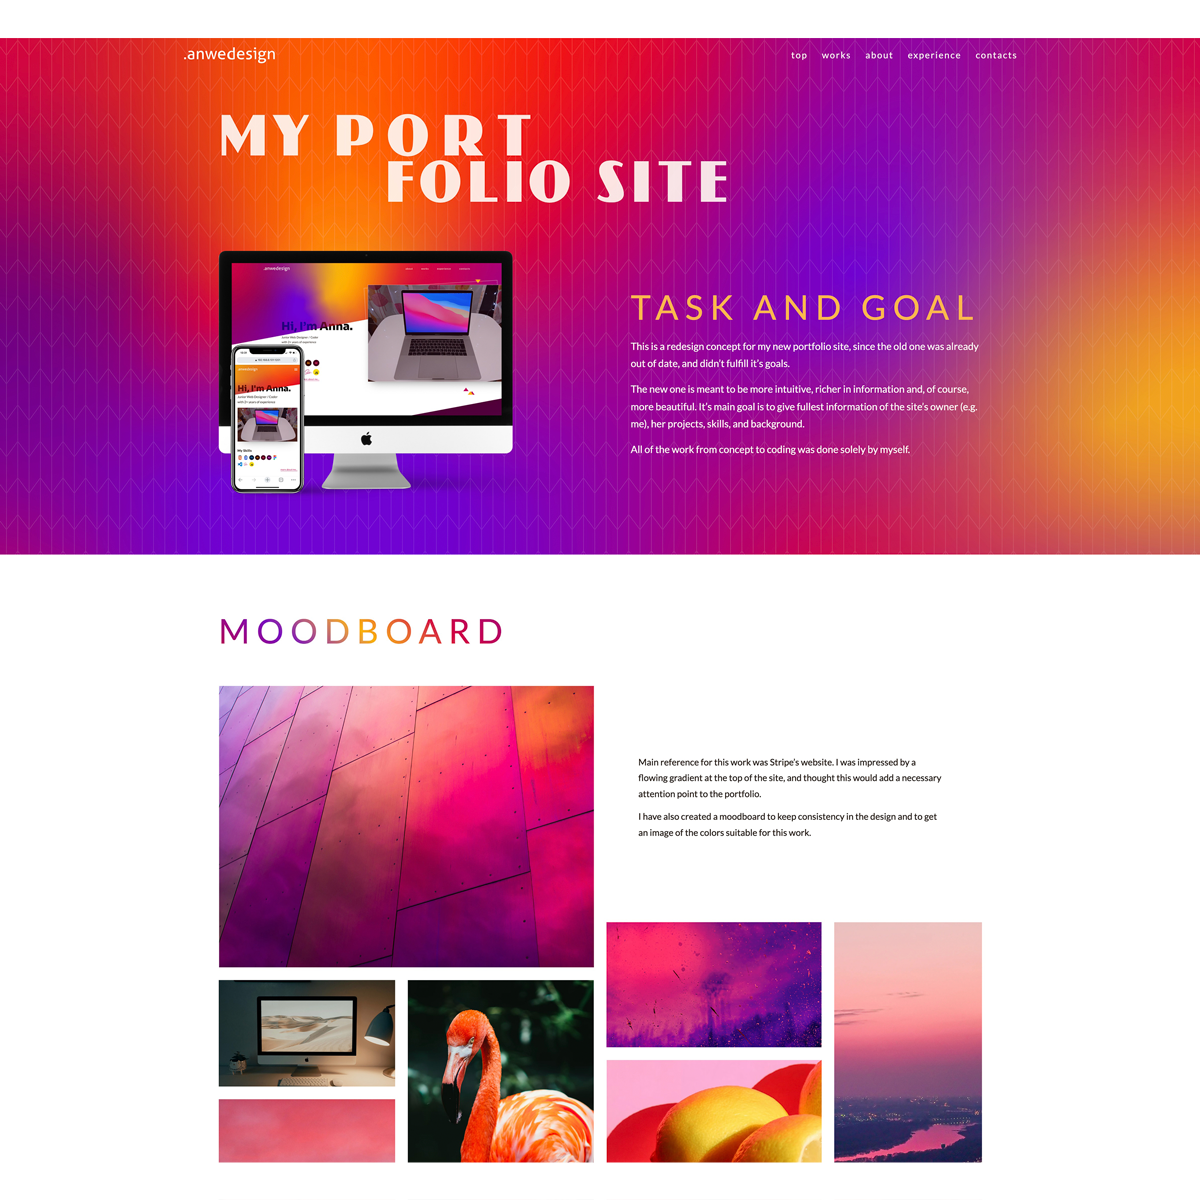 .anwedesign
top works about experience contacts
MY PORT
FOLIO SITE
.anwedesign
Hi, I'm Anna.
Junior Web Designer / Coder
with 2+ years of experience
Hi, I'm Anna.
Junior Web Designer / Coder
with 2+ years of experience
My Skills
TASK AND GOAL
This is a redesign concept for my new portfolio site, since the old one was already
out of date, and didn't fulfill it's goals.
The new one is meant to be more intuitive, richer in information and, of course,
more beautiful. It's main goal is to give fullest information of the site's owner (e.g.
me), her projects, skills, and background.
All of the work from concept to coding was done solely by myself.
MOODBOARD
Main reference for this work was Stripe's website. I was impressed by a
flowing gradient at the top of the site, and thought this would add a necessary
attention point to the portfolio.
I have also created a moodboard to keep consistency in the design and to get
an image of the colors suitable for this work.